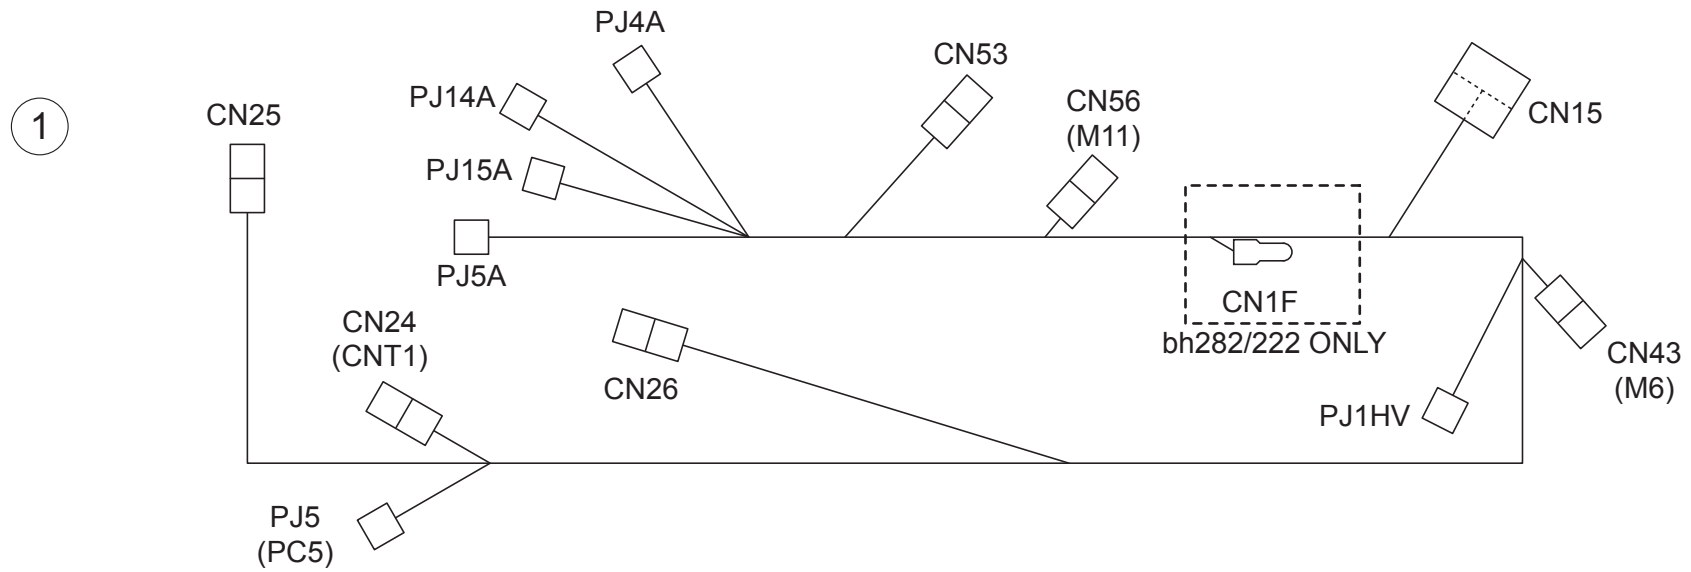 1
PJ4A
CN53
PJ14A
CN25
CN56
(M11)
CN15
PJ15A
PJ5A
CN1F
bh282/222 ONLY
CN24
(CNT1)
CN26
CN43
(M6)
PJ1HV
PJ5
(PC5)